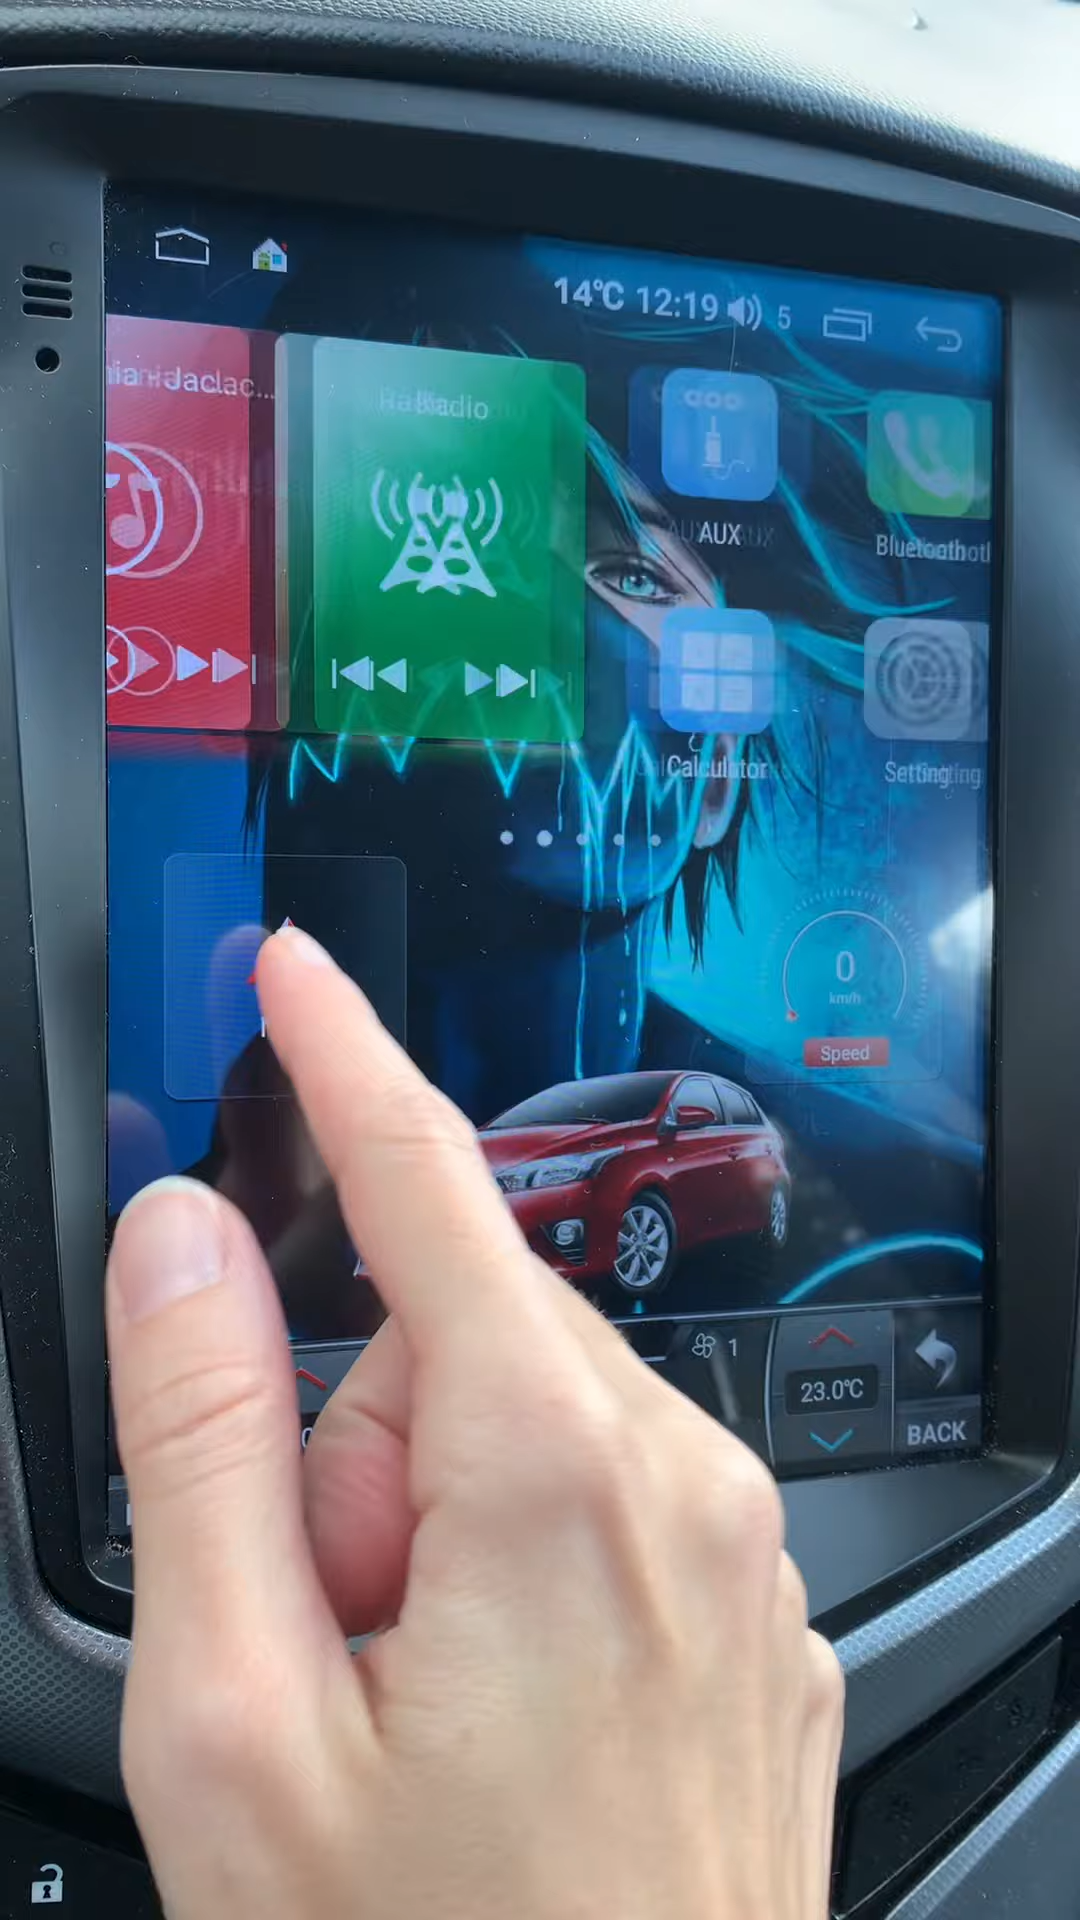 14°C 12:19 5
Radio
AUX
Bluetooth
Calculator
Setting
0
km/h
Speed
1
23.0°C
BACK